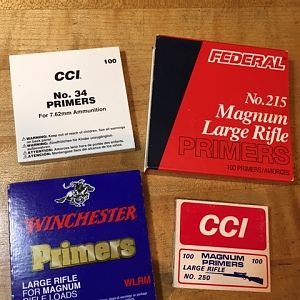 CCI
100
No. 34
PRIMERS
For 7.62mm Ammunition
FEDERAL
No. 215
Magnum
Large Rifle
PRIMERS
100 PRIMERS/AMORCES
WINCHESTER
Primers
LARGE RIFLE
FOR MAGNUM
RIFLE LOADS
WLRM
CCI
100
MAGNUM
PRIMERS
100
LARGE RIFLE
NO. 250